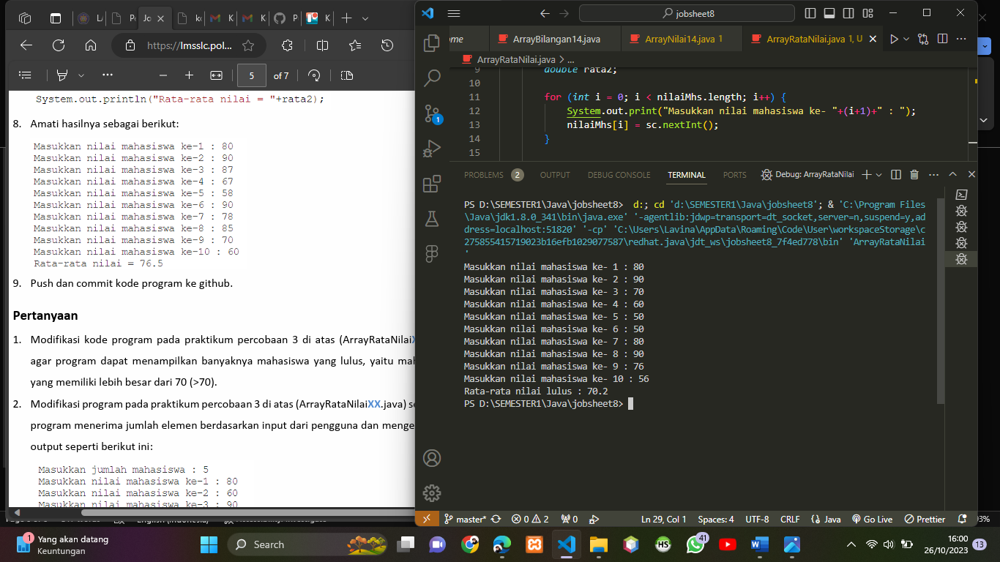 Jo
https://lmsslc.pol...
5 of 7
System.out.println("Rata-rata nilai = "+rata2);
8. Amati hasilnya sebagai berikut:
Masukkan nilai mahasiswa ke-1 : 80
Masukkan nilai mahasiswa ke-2 : 90
Masukkan nilai mahasiswa ke-3 : 87
Masukkan nilai mahasiswa ke-4 : 67
Masukkan nilai mahasiswa ke-5 : 58
Masukkan nilai mahasiswa ke-6 : 90
Masukkan nilai mahasiswa ke-7 : 78
Masukkan nilai mahasiswa ke-8 : 85
Masukkan nilai mahasiswa ke-9 : 70
Masukkan nilai mahasiswa ke-10 : 60
Rata-rata nilai = 76.5
9. Push dan commit kode program ke github.
Pertanyaan
1. Modifikasi kode program pada praktikum percobaan 3 di atas (ArrayRataNilai
agar program dapat menampilkan banyaknya mahasiswa yang lulus, yaitu mah
yang memiliki lebih besar dari 70 (>70).
2. Modifikasi program pada praktikum percobaan 3 di atas (ArrayRataNilaiXX.java) se
program menerima jumlah elemen berdasarkan input dari pengguna dan menge
output seperti berikut ini:
Masukkan jumlah mahasiswa : 5
Masukkan nilai mahasiswa ke-1 : 80
Masukkan nilai mahasiswa ke-2 : 60
Masukkan nilai mahasiswa ke-3 : 90
jobsheet8
ome ArrayBilangan14.java ArrayNilai14.java 1 ArrayRataNilai.java 1, U
ArrayRataNilai.java > ...
9 double rata2;
10
11 for (int i = 0; i < nilaiMhs.length; i++) {
12 System.out.print("Masukkan nilai mahasiswa ke- "+(i+1)+" : ");
13 nilaiMhs[i] = sc.nextInt();
14 }
15
PROBLEMS 2 OUTPUT DEBUG CONSOLE TERMINAL PORTS Debug: ArrayRataNilai
PS D:\SEMESTER1\Java\jobsheet8> d:; cd 'd:\SEMESTER1\Java\jobsheet8'; & 'C:\Program Files
\Java\jdk1.8.0_341\bin\java.exe' '-agentlib:jdwp=transport=dt_socket,server=n,suspend=y,ad
dress=localhost:51820' '-cp' 'C:\Users\Lavina\AppData\Roaming\Code\User\workspaceStorage\c
275855415719023b16efb1029077587\redhat.java\jdt_ws\jobsheet8_7f4ed778\bin' 'ArrayRataNilai
'
Masukkan nilai mahasiswa ke- 1 : 80
Masukkan nilai mahasiswa ke- 2 : 90
Masukkan nilai mahasiswa ke- 3 : 70
Masukkan nilai mahasiswa ke- 4 : 60
Masukkan nilai mahasiswa ke- 5 : 50
Masukkan nilai mahasiswa ke- 6 : 50
Masukkan nilai mahasiswa ke- 7 : 80
Masukkan nilai mahasiswa ke- 8 : 90
Masukkan nilai mahasiswa ke- 9 : 76
Masukkan nilai mahasiswa ke- 10 : 56
Rata-rata nilai lulus : 70.2
PS D:\SEMESTER1\Java\jobsheet8>
1
master* 0 2 0 Ln 29, Col 1 Spaces: 4 UTF-8 CRLF Java Go Live Prettier
1 Yang akan datang
Keuntungan
Search
HS
41
16:00
26/10/2023
13